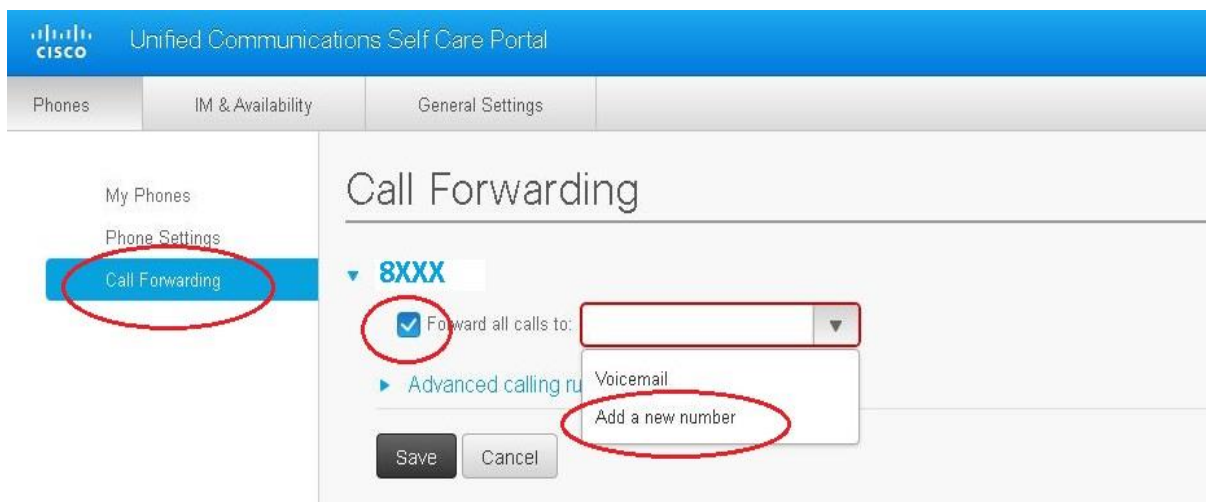 CISCO Unified Communications Self Care Portal
Phones IM & Availability General Settings
My Phones
Phone Settings
Call Forwarding
Call Forwarding
8XXX
Forward all calls to:
Voicemail
Add a new number
Advanced calling ru
Save Cancel